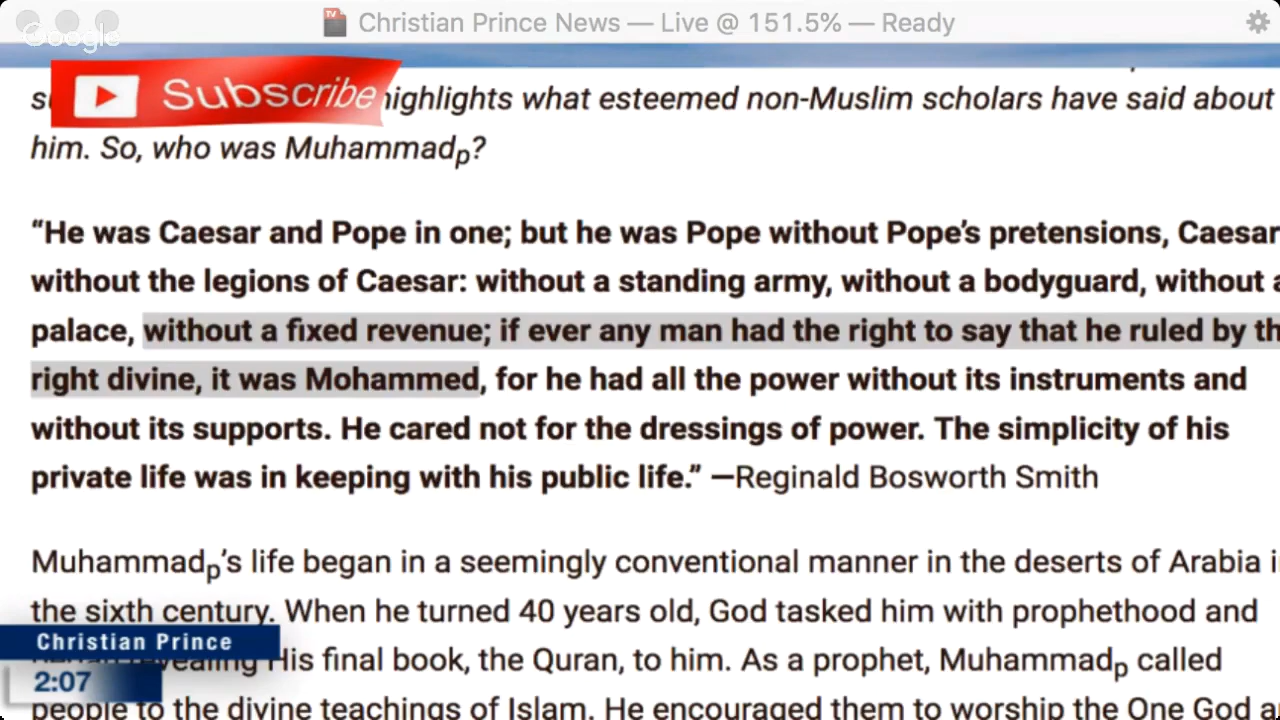 Christian Prince News — Live @ 151.5% — Ready
Google
Subscribe
highlights what esteemed non-Muslim scholars have said about
him. So, who was Muhammadp?
“He was Caesar and Pope in one; but he was Pope without Pope’s pretensions, Caesar
without the legions of Caesar: without a standing army, without a bodyguard, without a
palace, without a fixed revenue; if ever any man had the right to say that he ruled by th
right divine, it was Mohammed, for he had all the power without its instruments and
without its supports. He cared not for the dressings of power. The simplicity of his
private life was in keeping with his public life.” —Reginald Bosworth Smith
Muhammadp’s life began in a seemingly conventional manner in the deserts of Arabia i
the sixth century. When he turned 40 years old, God tasked him with prophethood and
Christian Prince
revealing His final book, the Quran, to him. As a prophet, Muhammadp called
2:07
people to the divine teachings of Islam. He encouraged them to worship the One God a